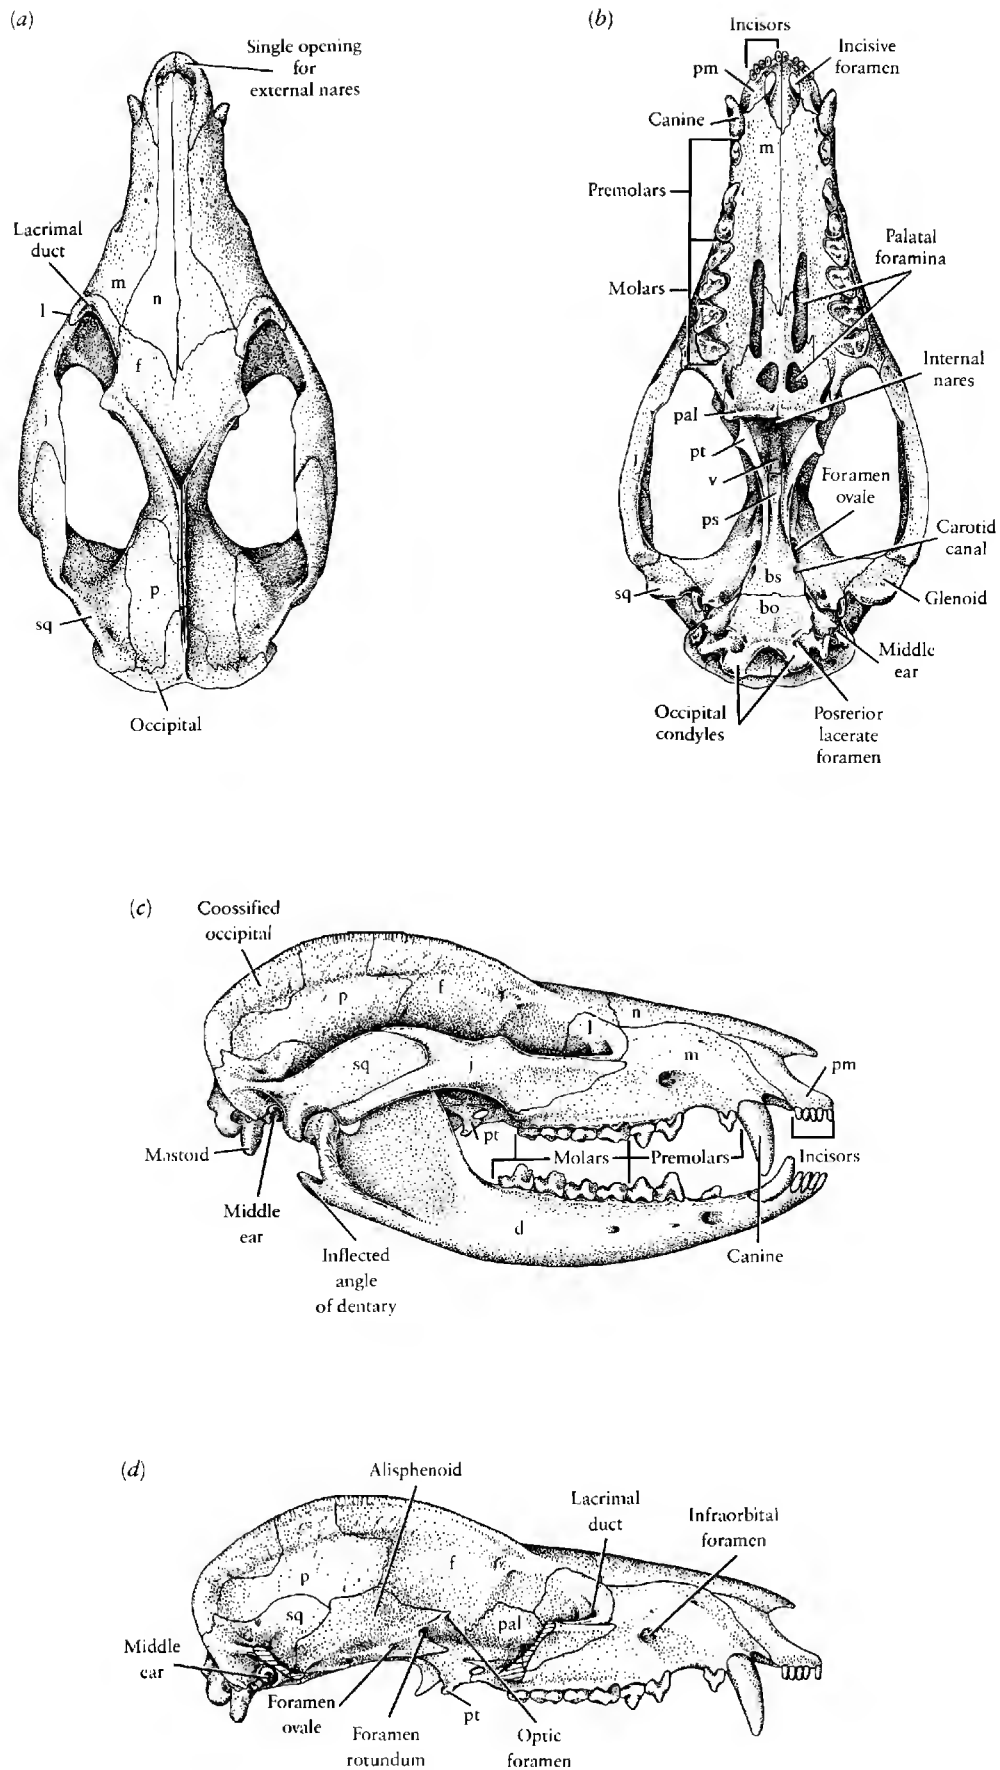 (a)
Single opening
for
external nares
Lacrimal
duct
m
n
l
f
j
p
sq
Occipital
(b)
Incisors
pm
Incisive
foramen
Canine
m
Premolars
Palatal
foramina
Molars
Internal
nares
pal
pt
j
v
Foramen
ovale
ps
Carotid
canal
bs
sq
Glenoid
bo
Middle
ear
Occipital
condyles
Posterior
lacerate
foramen
(c)
Coossified
occipital
n
f
p
l
m
sq
j
pm
pt
Mastoid
Molars
Premolars
Incisors
Middle
ear
d
Inflected
angle
of dentary
Canine
(d)
Alisphenoid
Lacrimal
duct
Infraorbital
foramen
f
p
sq
pal
Middle
ear
Foramen
ovale
pt
Foramen
rotundum
Optic
foramen